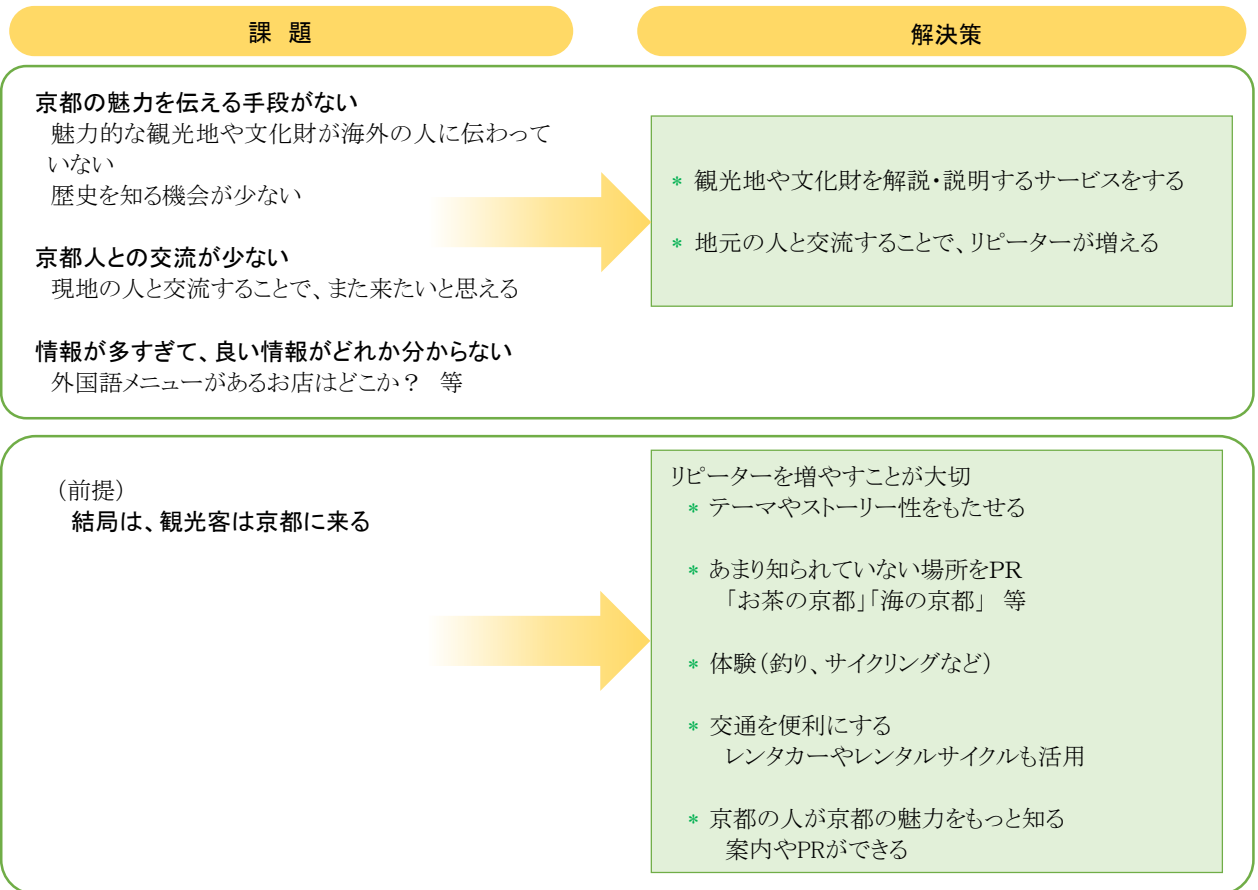 課 題
解決策
京都の魅力を伝える手段がない
魅力的な観光地や文化財が海外の人に伝わって
いない
歴史を知る機会が少ない
京都人との交流が少ない
現地の人と交流することで、また来たいと思える
情報が多すぎて、良い情報がどれか分からない
外国語メニューがあるお店はどこか？ 等
* 観光地や文化財を解説・説明するサービスをする
* 地元の人と交流することで、リピーターが増える
（前提）
結局は、観光客は京都に来る
リピーターを増やすことが大切
* テーマやストーリー性をもたせる
* あまり知られていない場所をPR
「お茶の京都」「海の京都」 等
* 体験（釣り、サイクリングなど）
* 交通を便利にする
レンタカーやレンタルサイクルも活用
* 京都の人が京都の魅力をもっと知る
案内やPRができる